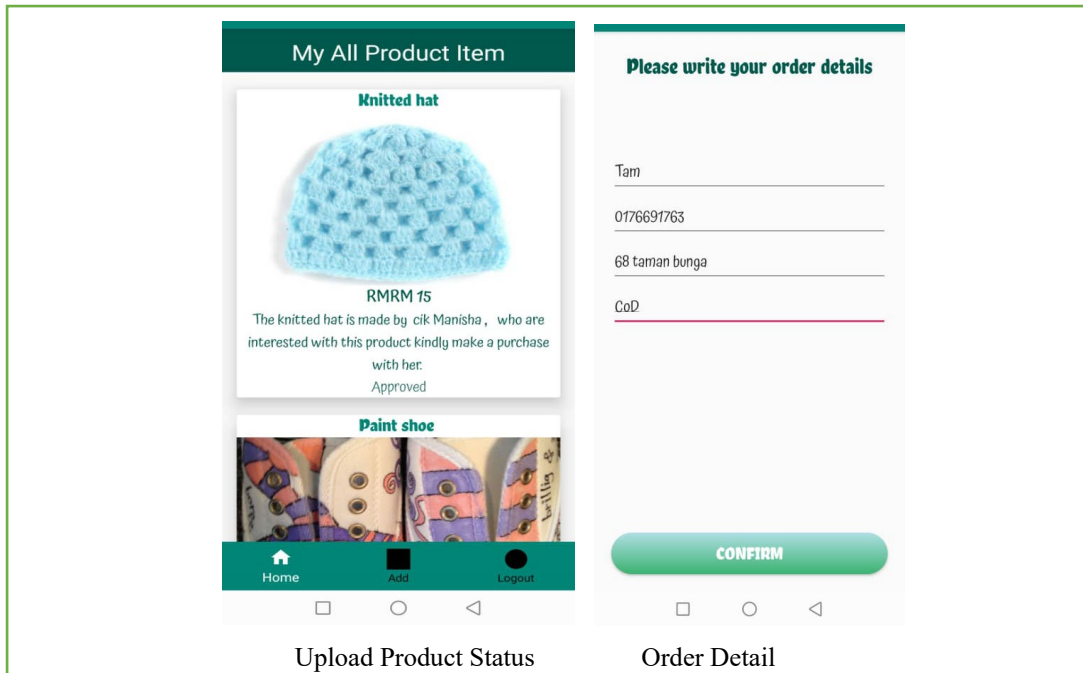 My All Product Item
Knitted hat
RMRM 15
The knitted hat is made by cik Manisha, who are
interested with this product kindly make a purchase
with her.
Approved
Paint shoe
brillig &
Home
Add
Logout
Please write your order details
Tam
0176691763
68 taman bunga
CoD
CONFIRM
Upload Product Status
Order Detail